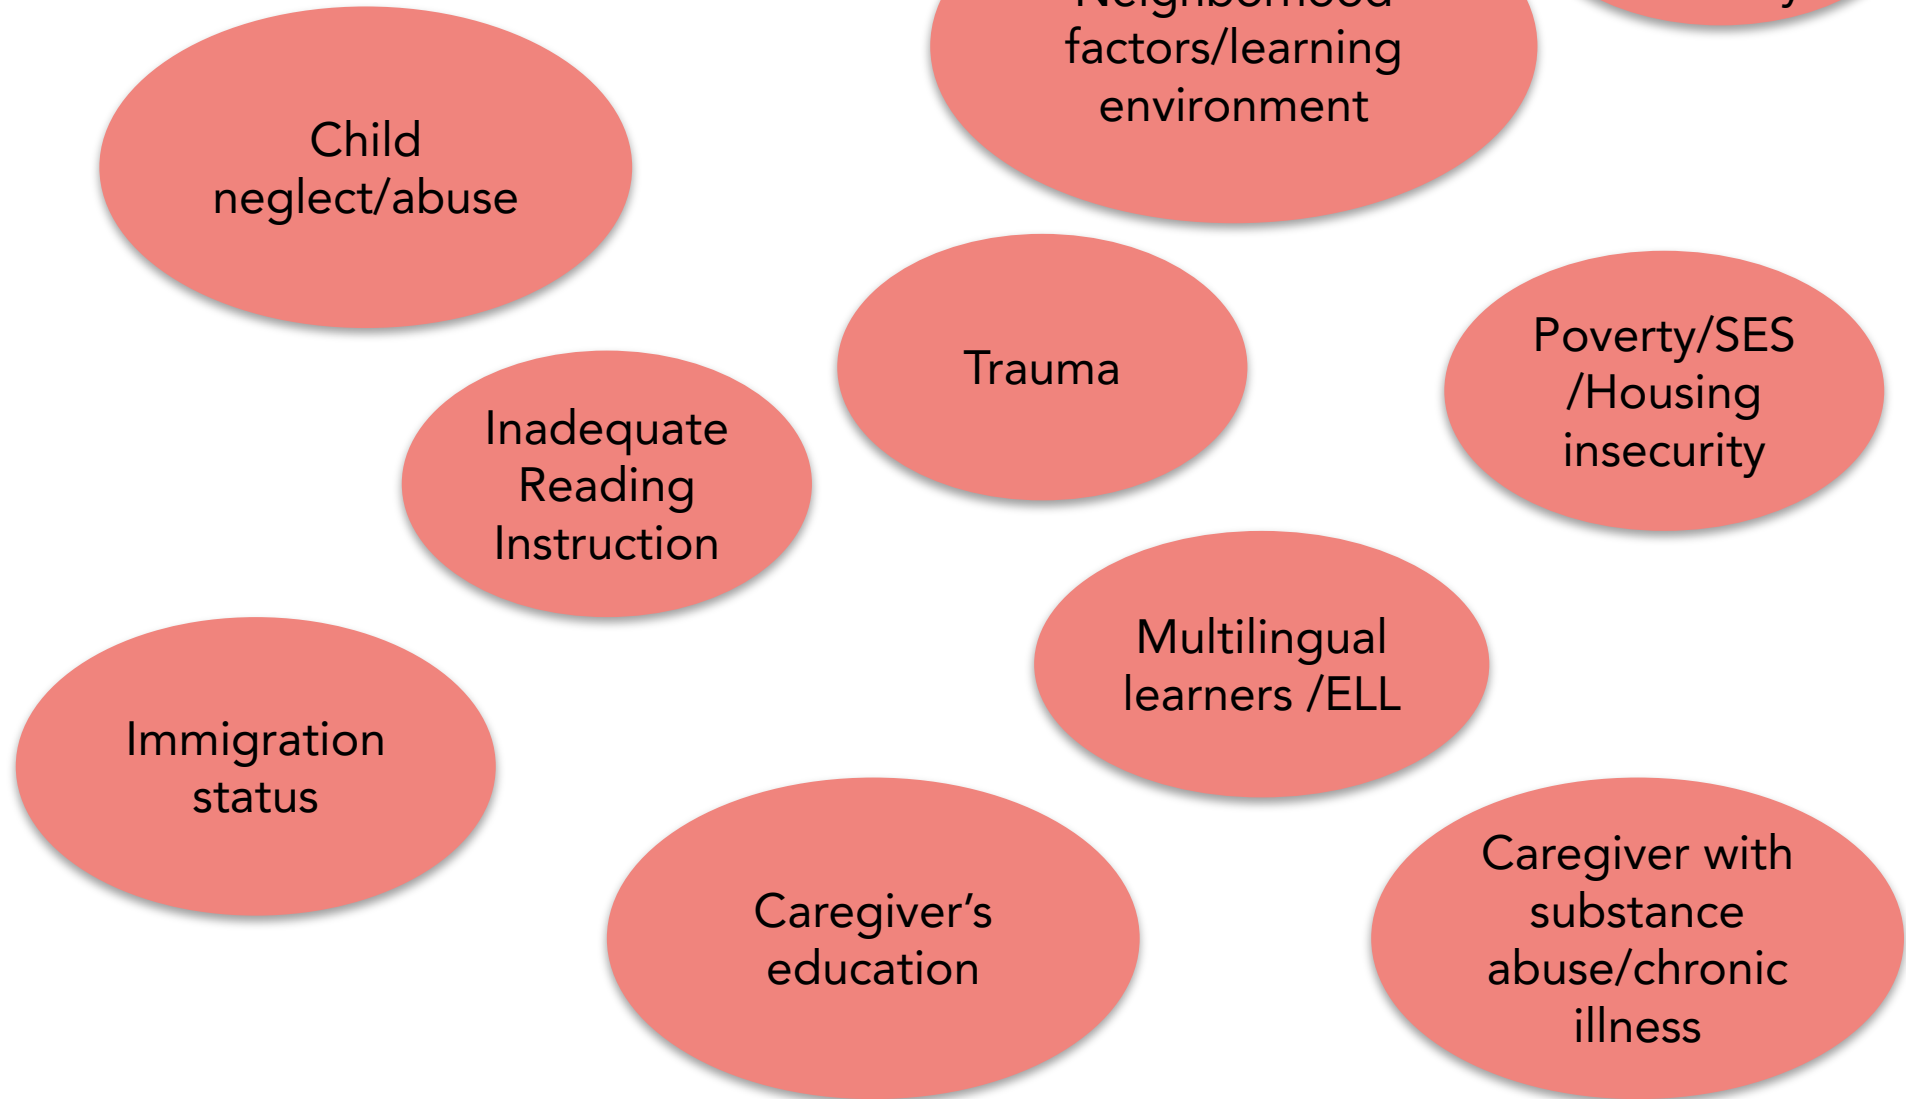 Neighborhood
factors/learning
environment
Child
neglect/abuse
Trauma
Poverty/SES
/Housing
insecurity
Inadequate
Reading
Instruction
Multilingual
learners /ELL
Immigration
status
Caregiver's
education
Caregiver with
substance
abuse/chronic
illness